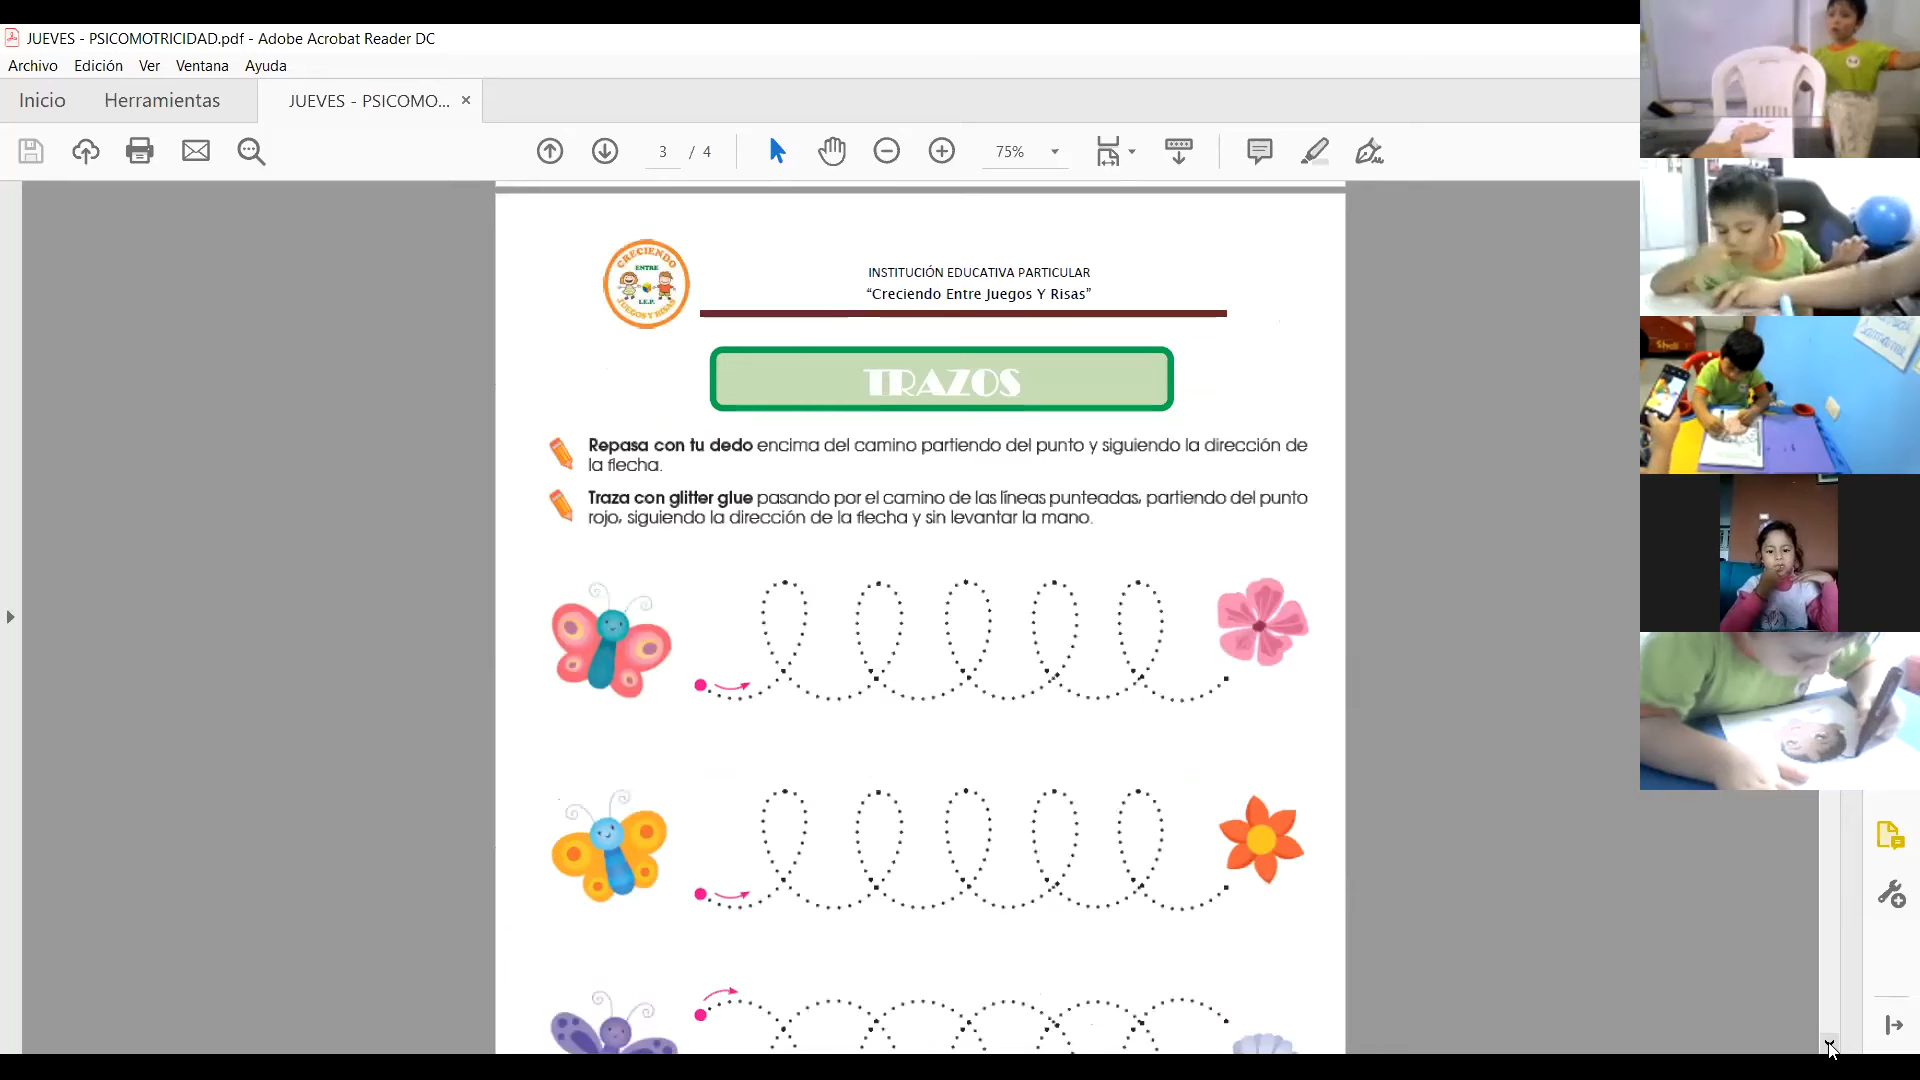 JUEVES - PSICOMOTRICIDAD.pdf - Adobe Acrobat Reader DC
Archivo Edición Ver Ventana Ayuda
Inicio Herramientas JUEVES - PSICOMO... ×
3 / 4 75%
CRECIENDO
ENTRE
I.E.P.
JUEGOS Y RISAS
INSTITUCIÓN EDUCATIVA PARTICULAR
“Creciendo Entre Juegos Y Risas”
TRAZOS
Repasa con tu dedo encima del camino partiendo del punto y siguiendo la dirección de
la flecha.
Traza con glitter glue pasando por el camino de las líneas punteadas, partiendo del punto
rojo, siguiendo la dirección de la flecha y sin levantar la mano.